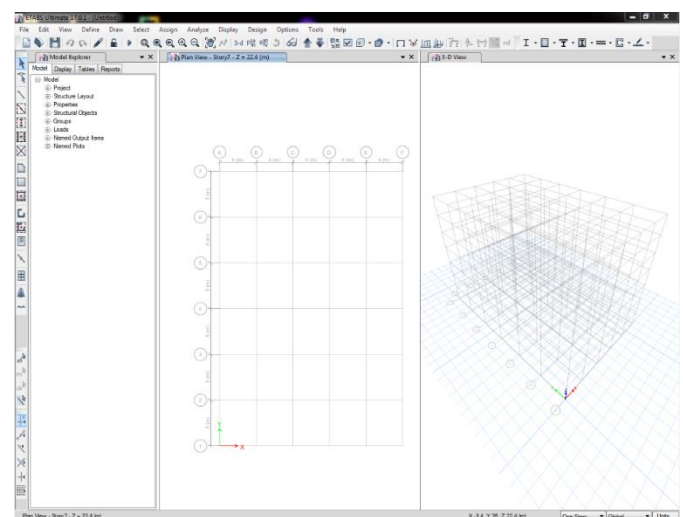 ETABS Ultimate 17.0.1 - (Untitled)
File Edit View Define Draw Select Assign Analyze Display Design Options Tools Help
Model Explorer
Plan View - Story7 - Z = 22.4 (m)
3-D View
Model Display Tables Reports
Model
Project
Structure Layout
Properties
Structural Objects
Groups
Loads
Named Output Items
Named Plots
A B C D E F
7
6
5
4
3
2
1
Y
X
Plan View - Story7 - Z = 22.4 (m)
One Story Global Units